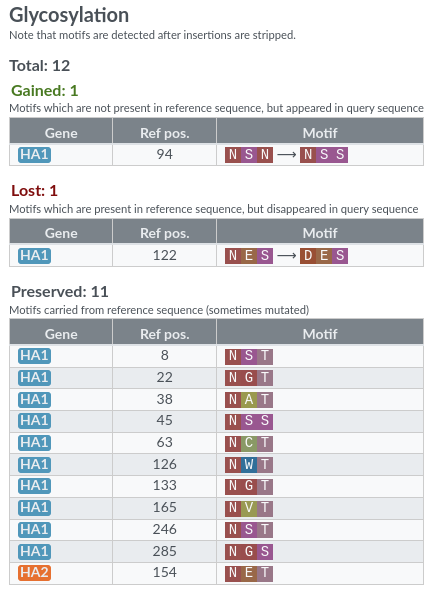 Glycosylation
Note that motifs are detected after insertions are stripped.
Total: 12
Gained: 1
Motifs which are not present in reference sequence, but appeared in query sequence
Gene Ref pos. Motif
HA1 94 N S N ⟶ N S S
Lost: 1
Motifs which are present in reference sequence, but disappeared in query sequence
Gene Ref pos. Motif
HA1 122 N E S ⟶ D E S
Preserved: 11
Motifs carried from reference sequence (sometimes mutated)
Gene Ref pos. Motif
HA1 8 N S T
HA1 22 N G T
HA1 38 N A T
HA1 45 N S S
HA1 63 N C T
HA1 126 N W T
HA1 133 N G T
HA1 165 N V T
HA1 246 N S T
HA1 285 N G S
HA2 154 N E T